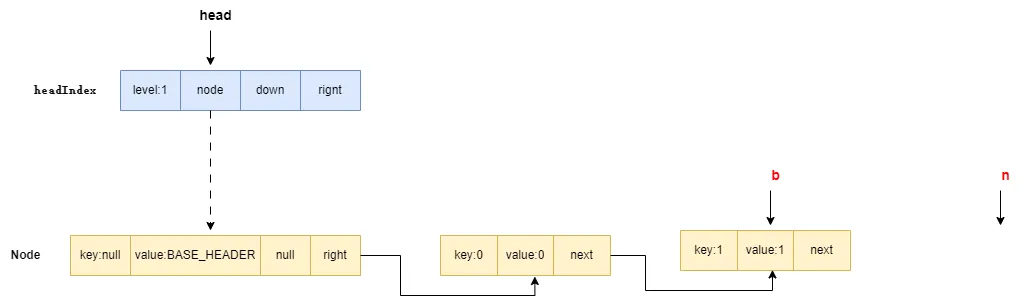 head
headIndex
level:1 node down rignt
b
n
Node
key:null value:BASE_HEADER null right
key:0 value:0 next
key:1 value:1 next